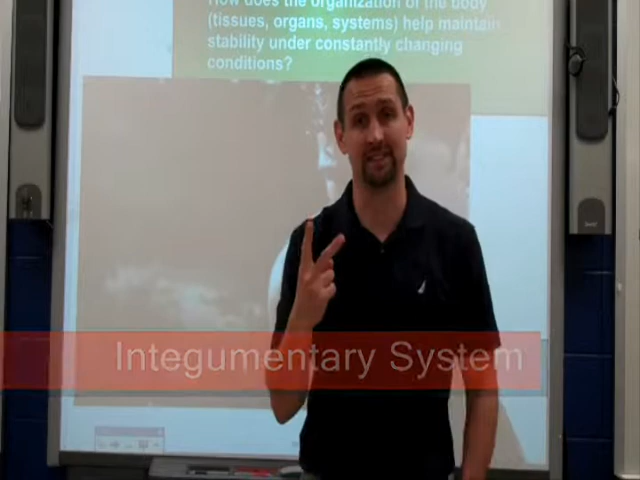 How does the organization of the body
(tissues, organs, systems) help maintain
stability under constantly changing
conditions?
Integumentary System